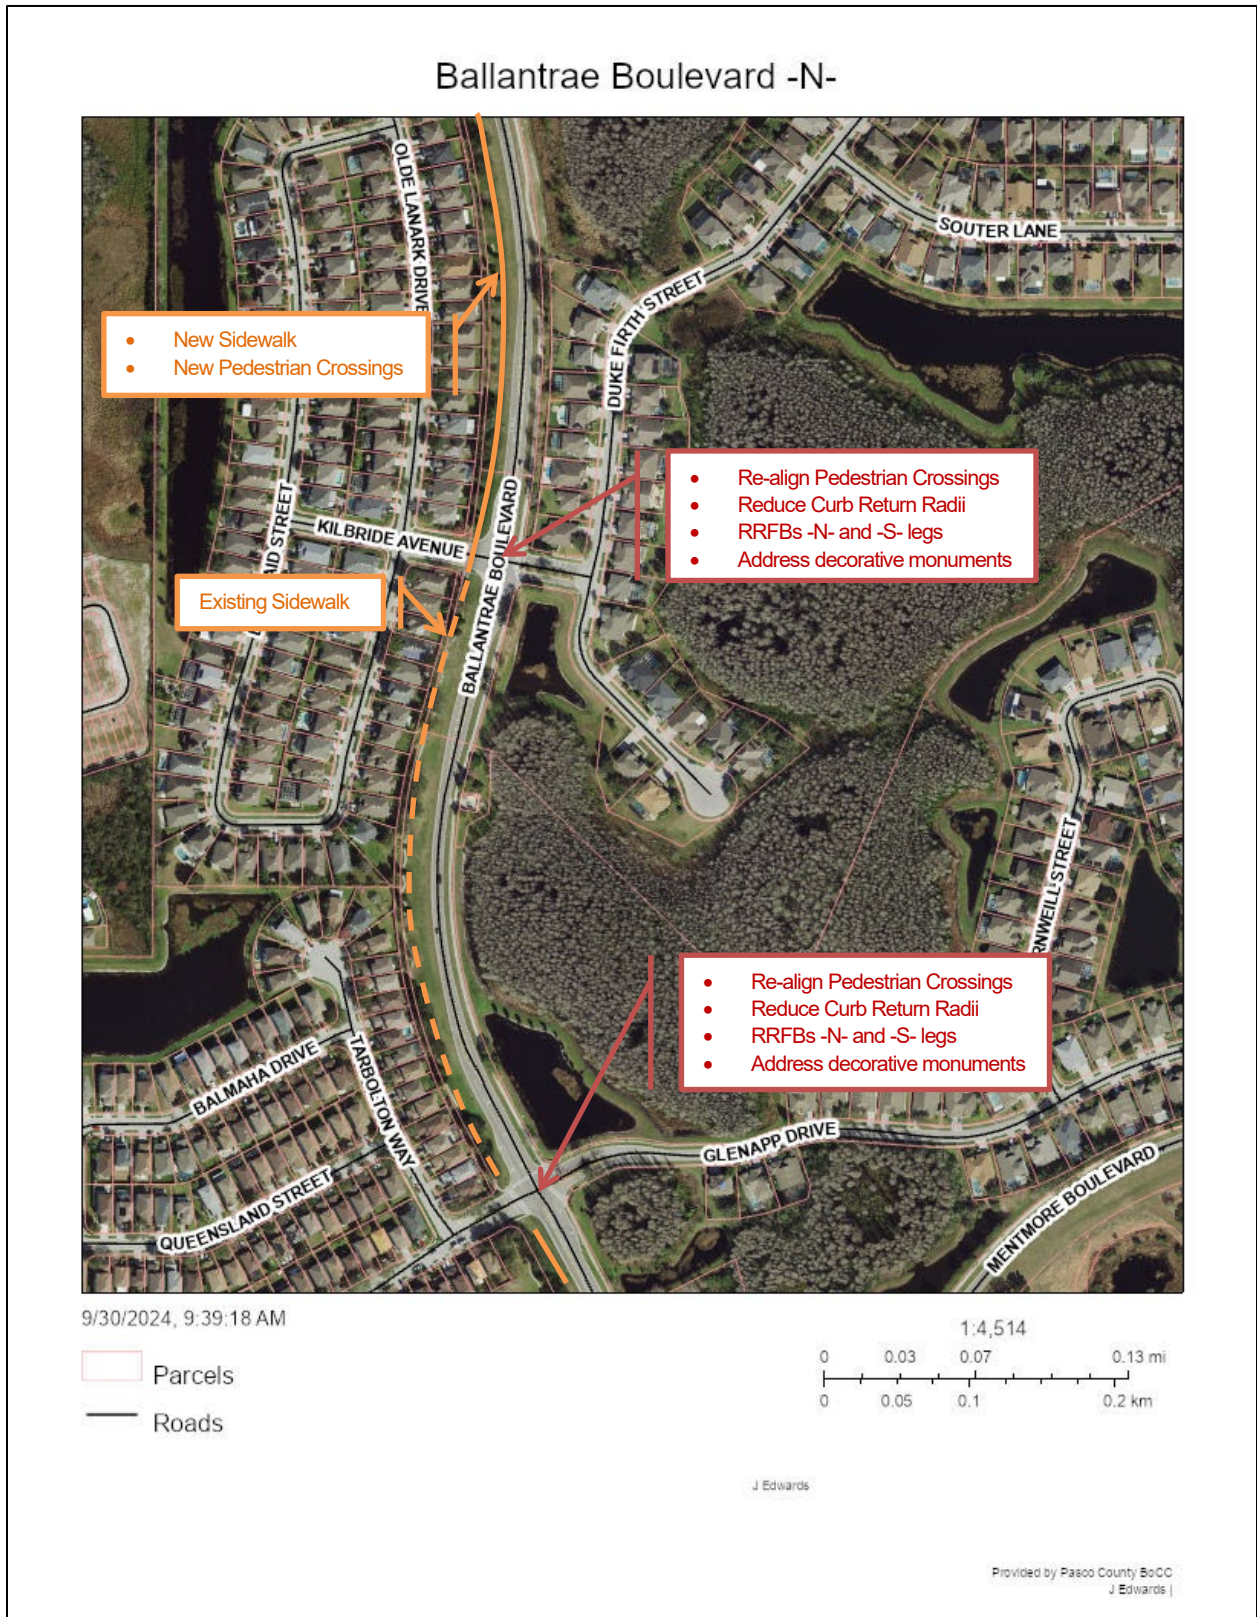 Ballantrae Boulevard -N-
OLDE LANARK DRIVE
SOUTER LANE
DUKE FIRTH STREET
• New Sidewalk
• New Pedestrian Crossings
• Re-align Pedestrian Crossings
• Reduce Curb Return Radii
• RRFBs -N- and -S- legs
• Address decorative monuments
KILBRIDE AVENUE
BALLANTRAE BOULEVARD
STREET
Existing Sidewalk
STREET
• Re-align Pedestrian Crossings
• Reduce Curb Return Radii
• RRFBs -N- and -S- legs
• Address decorative monuments
BALMAHA DRIVE
TARBOLTON WAY
GLENAPP DRIVE
QUEENSLAND STREET
MENTMORE BOULEVARD
9/30/2024, 9:39:18 AM
Parcels
Roads
1:4,514
0 0.03 0.07 0.13 mi
0 0.05 0.1 0.2 km
J Edwards
Provided by Pasco County BoCC
J Edwards |